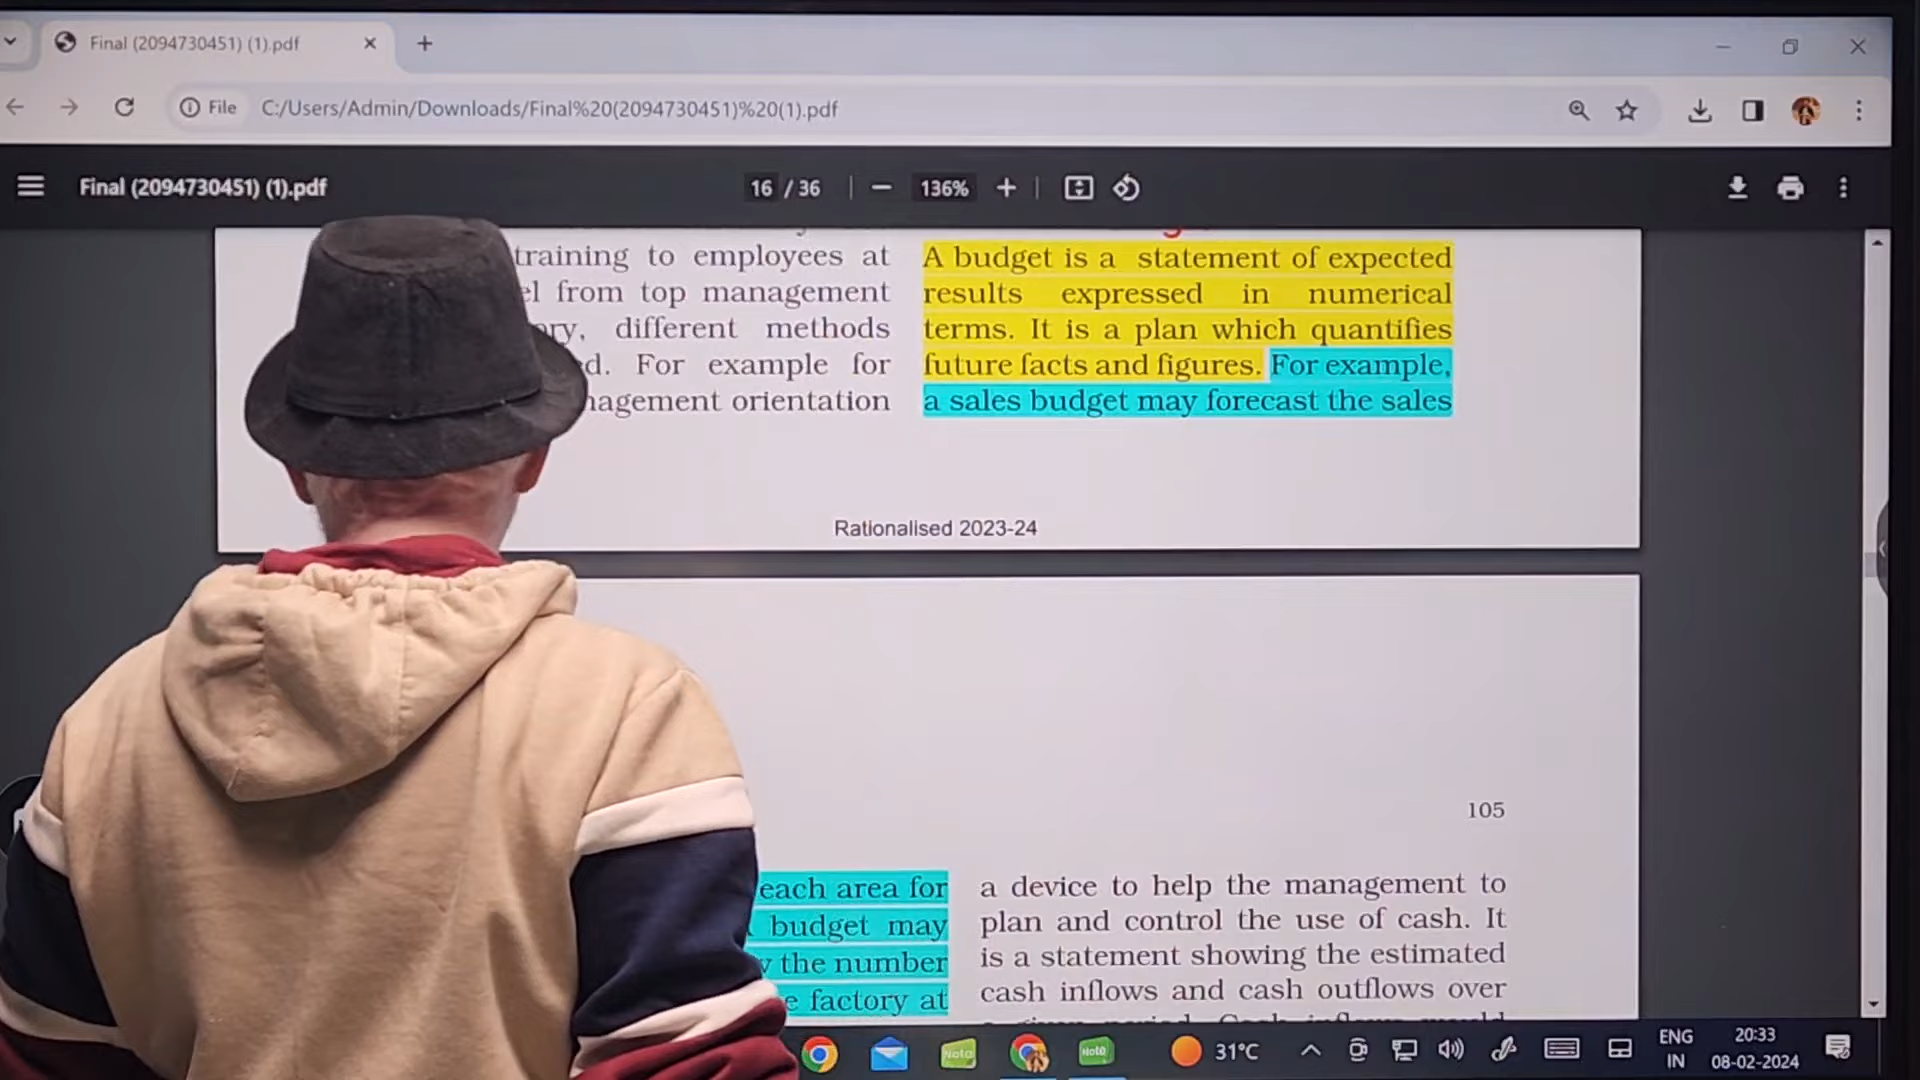 Final (2094730451) (1).pdf
File C:/Users/Admin/Downloads/Final%20(2094730451)%20(1).pdf
Final (2094730451) (1).pdf
16 / 36
136%
training to employees at
from top management
different methods
For example for
orientation
A budget is a statement of expected
results expressed in numerical
terms. It is a plan which quantifies
future facts and figures. For example,
a sales budget may forecast the sales
Rationalised 2023-24
105
each area for
budget may
the number
factory at
a device to help the management to
plan and control the use of cash. It
is a statement showing the estimated
cash inflows and cash outflows over
Note
Note
31°C
ENG
IN
20:33
08-02-2024